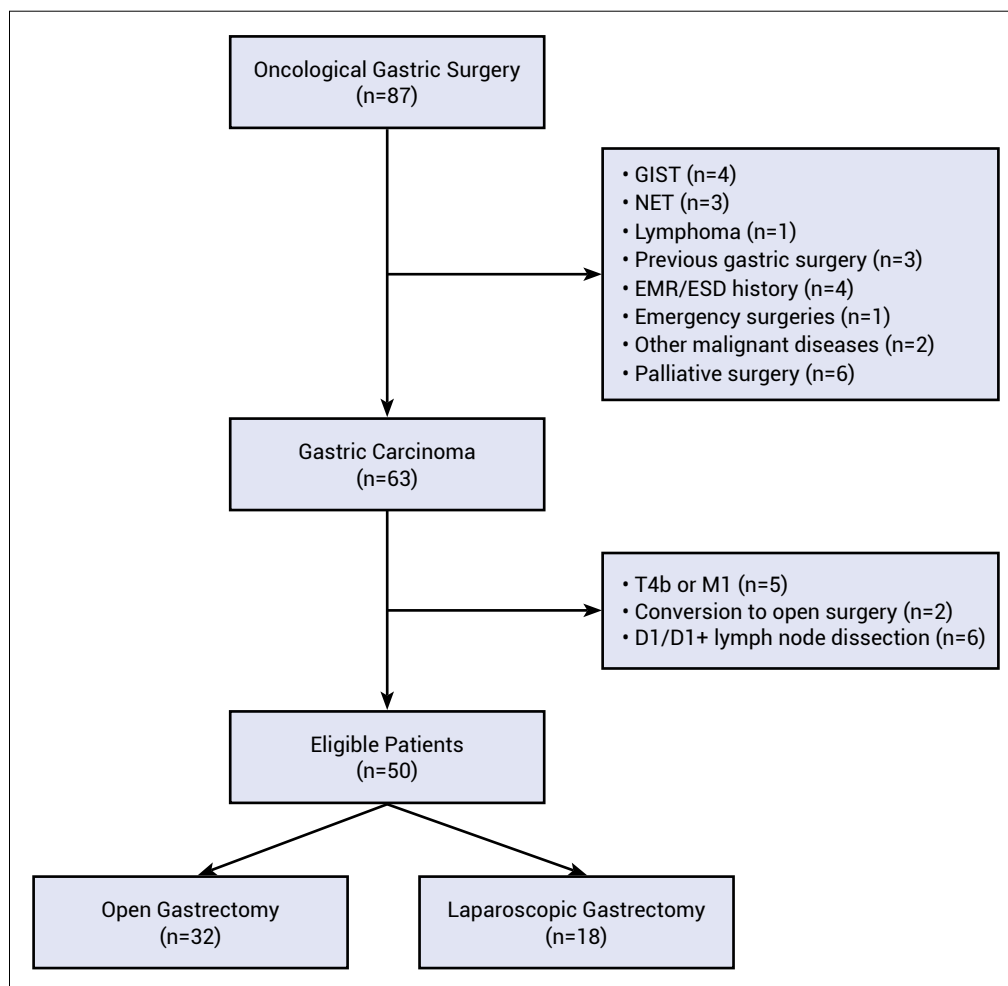 Oncological Gastric Surgery
(n=87)
• GIST (n=4)
• NET (n=3)
• Lymphoma (n=1)
• Previous gastric surgery (n=3)
• EMR/ESD history (n=4)
• Emergency surgeries (n=1)
• Other malignant diseases (n=2)
• Palliative surgery (n=6)
Gastric Carcinoma
(n=63)
• T4b or M1 (n=5)
• Conversion to open surgery (n=2)
• D1/D1+ lymph node dissection (n=6)
Eligible Patients
(n=50)
Open Gastrectomy
(n=32)
Laparoscopic Gastrectomy
(n=18)